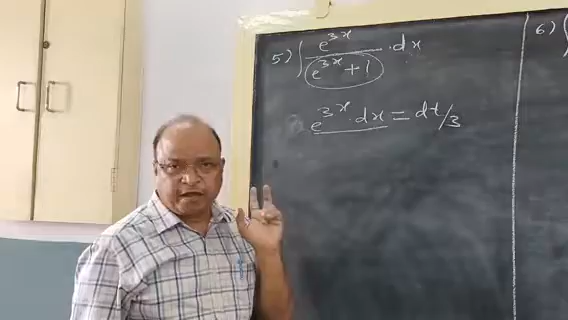 5) ∫ e^{3x} / (e^{3x} + 1) · dx
e^{3x} · dx = dt/3
6) ∫